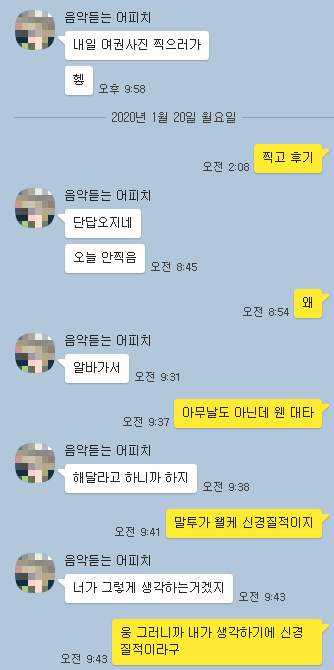 음악듣는 어피치
내일 여권사진 찍으러가
헹 오후 9:58
2020년 1월 20일 월요일
오전 2:08 찍고 후기
음악듣는 어피치
단답오지네
오늘 안찍음 오전 8:45
오전 8:54 왜
음악듣는 어피치
알바가서 오전 9:31
오전 9:37 아무날도 아닌데 웬 대타
음악듣는 어피치
해달라고 하니까 하지 오전 9:38
오전 9:41 말투가 왤케 신경질적이지
음악듣는 어피치
너가 그렇게 생각하는거겠지 오전 9:43
웅 그러니까 내가 생각하기에 신경
오전 9:43 질적이라구